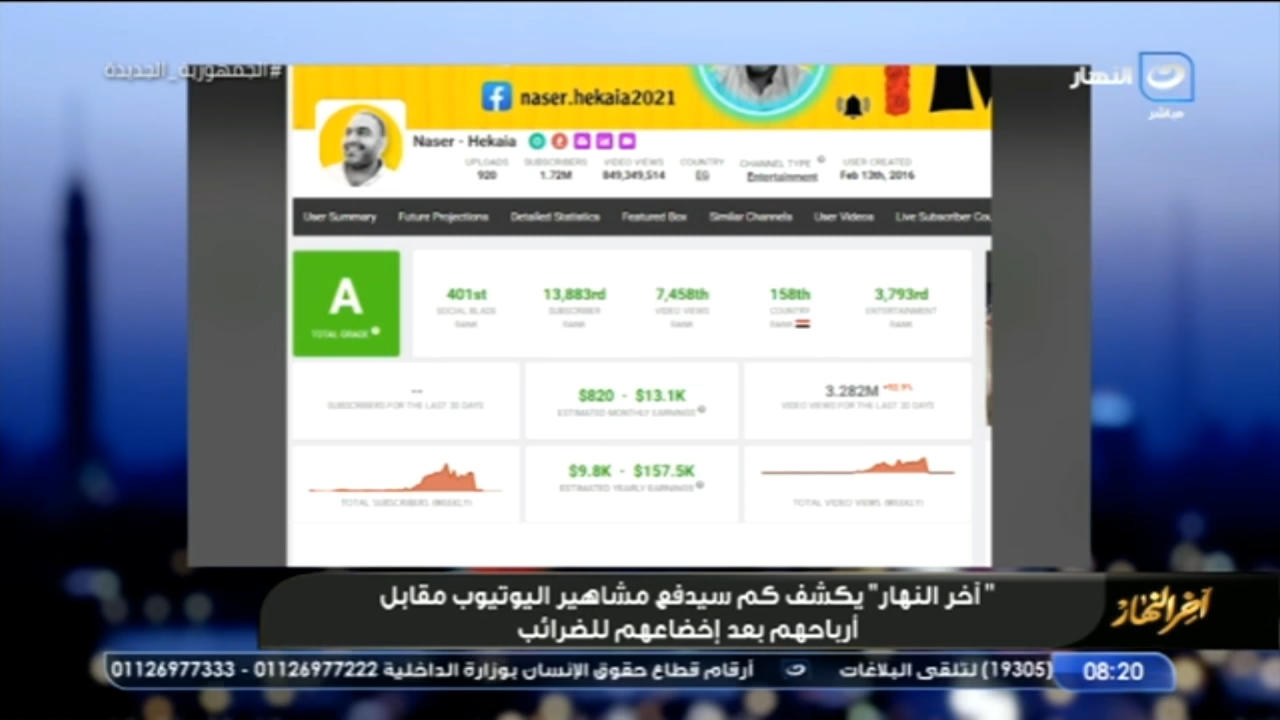 #الجمهورية_الجديدة
النهار
مباشر
naser.hekaia2021
Naser - Hekaia
UPLOADS SUBSCRIBERS VIDEO VIEWS COUNTRY CHANNEL TYPE USER CREATED
920 1.72M 849,349,514 EG Entertainment Feb 13th, 2016
User Summary Future Projections Detailed Statistics Featured Box Similar Channels User Videos Live Subscriber Cou
A
TOTAL GRADE
401st 13,883rd 7,458th 158th 3,793rd
SOCIAL BLADE SUBSCRIBER VIDEO VIEWS COUNTRY ENTERTAINMENT
RANK RANK RANK RANK RANK
-- $820 - $13.1K 3.282M
SUBSCRIBERS FOR THE LAST 30 DAYS ESTIMATED MONTHLY EARNINGS VIDEO VIEWS FOR THE LAST 30 DAYS
$9.8K - $157.5K
TOTAL SUBSCRIBERS (WEEKLY) ESTIMATED YEARLY EARNINGS TOTAL VIDEO VIEWS (WEEKLY)
"آخر النهار" يكشف كم سيدفع مشاهير اليوتيوب مقابل
أرباحهم بعد إخضاعهم للضرائب
آخر النهار
08:20 (19305) لتلقى البلاغات أرقام قطاع حقوق الإنسان بوزارة الداخلية 01126977222 - 01126977333